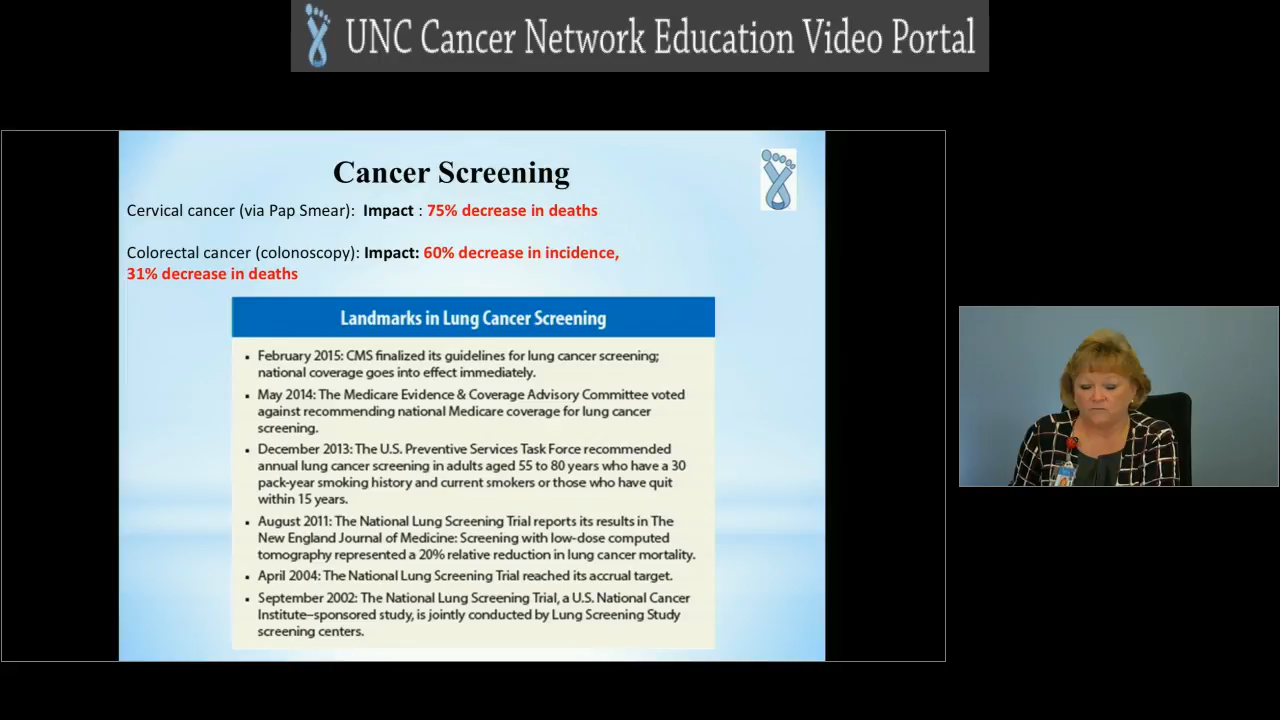 UNC Cancer Network Education Video Portal
Cancer Screening
Cervical cancer (via Pap Smear): Impact : 75% decrease in deaths
Colorectal cancer (colonoscopy): Impact: 60% decrease in incidence,
31% decrease in deaths
Landmarks in Lung Cancer Screening
• February 2015: CMS finalized its guidelines for lung cancer screening;
national coverage goes into effect immediately.
• May 2014: The Medicare Evidence & Coverage Advisory Committee voted
against recommending national Medicare coverage for lung cancer
screening.
• December 2013: The U.S. Preventive Services Task Force recommended
annual lung cancer screening in adults aged 55 to 80 years who have a 30
pack-year smoking history and current smokers or those who have quit
within 15 years.
• August 2011: The National Lung Screening Trial reports its results in The
New England Journal of Medicine: Screening with low-dose computed
tomography represented a 20% relative reduction in lung cancer mortality.
• April 2004: The National Lung Screening Trial reached its accrual target.
• September 2002: The National Lung Screening Trial, a U.S. National Cancer
Institute–sponsored study, is jointly conducted by Lung Screening Study
screening centers.